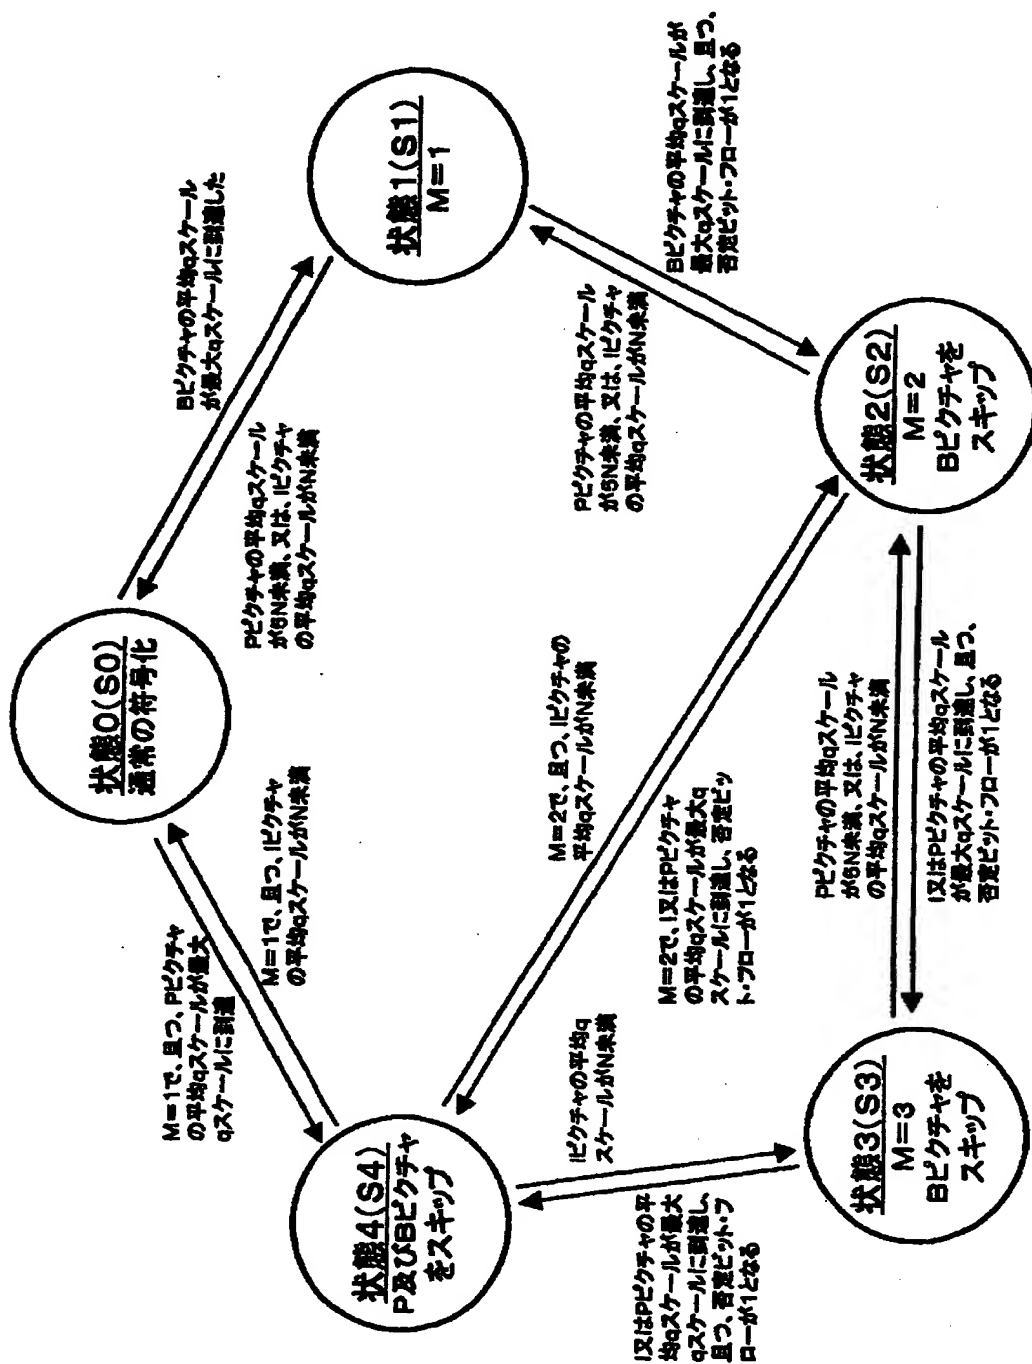 状態0(S0)
通常の符号化
M=1で、且つ、Pピクチャ
の平均qスケールが最大
qスケールに到達
M=1で、且つ、Iピクチャ
の平均qスケールがN未満
Bピクチャの平均qスケール
が最大qスケールに到達した
Pピクチャの平均qスケール
が6N未満、又は、Iピクチャ
の平均qスケールがN未満
状態4(S4)
P及びBピクチャ
をスキップ
状態1(S1)
M=1
M=2で、且つ、Iピクチャの
平均qスケールがN未満
M=2で、I又はPピクチャ
の平均qスケールが最大q
スケールに到達し、否定ビッ
ト・フローが1となる
Pピクチャの平均qスケール
が5N未満、又は、Iピクチャ
の平均qスケールがN未満
Bピクチャの平均qスケールが
最大qスケールに到達し、且つ、
否定ビット・フローが1となる
I又はPピクチャの平
均qスケールが最大
qスケールに到達し、
且つ、否定ビット・フ
ローが1となる
Iピクチャの平均q
スケールがN未満
Pピクチャの平均qスケール
が6N未満、又は、Iピクチャ
の平均qスケールがN未満
I又はPピクチャの平均qスケール
が最大qスケールに到達し、且つ、
否定ビット・フローが1となる
状態3(S3)
M=3
Bピクチャを
スキップ
状態2(S2)
M=2
Bピクチャを
スキップ